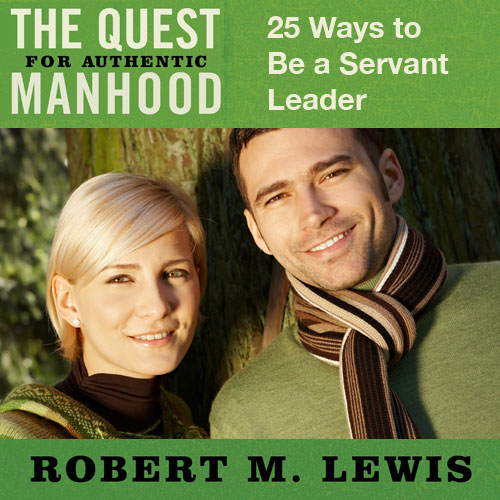 THE QUEST
FOR AUTHENTIC
MANHOOD
25 Ways to
Be a Servant
Leader
ROBERT M. LEWIS